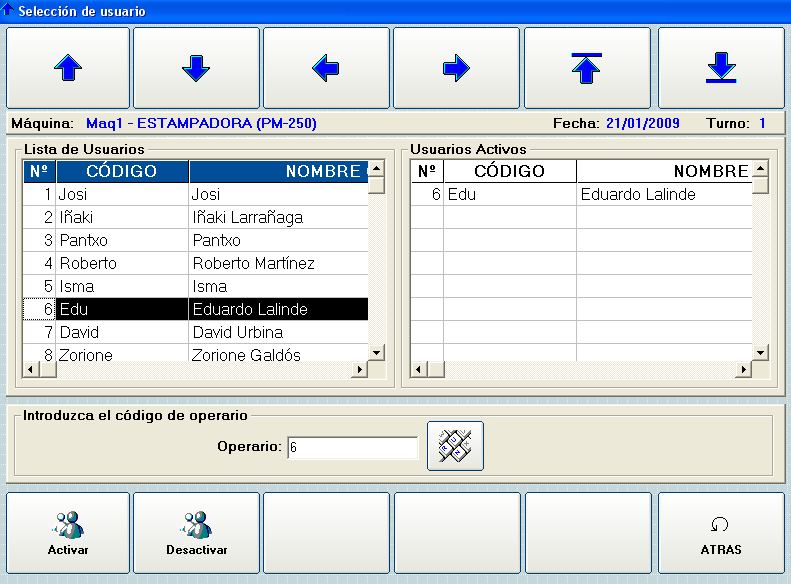 Selección de usuario
Máquina: Maq1 - ESTAMPADORA (PM-250) Fecha: 21/01/2009 Turno: 1
Lista de Usuarios
Nº CÓDIGO NOMBRE
1 Josi Josi
2 Iñaki Iñaki Larrañaga
3 Pantxo Pantxo
4 Roberto Roberto Martínez
5 Isma Isma
6 Edu Eduardo Lalinde
7 David David Urbina
8 Zorione Zorione Galdós
Usuarios Activos
Nº CÓDIGO NOMBRE
6 Edu Eduardo Lalinde
Introduzca el código de operario
Operario: 6
R U N
Activar
Desactivar
ATRAS